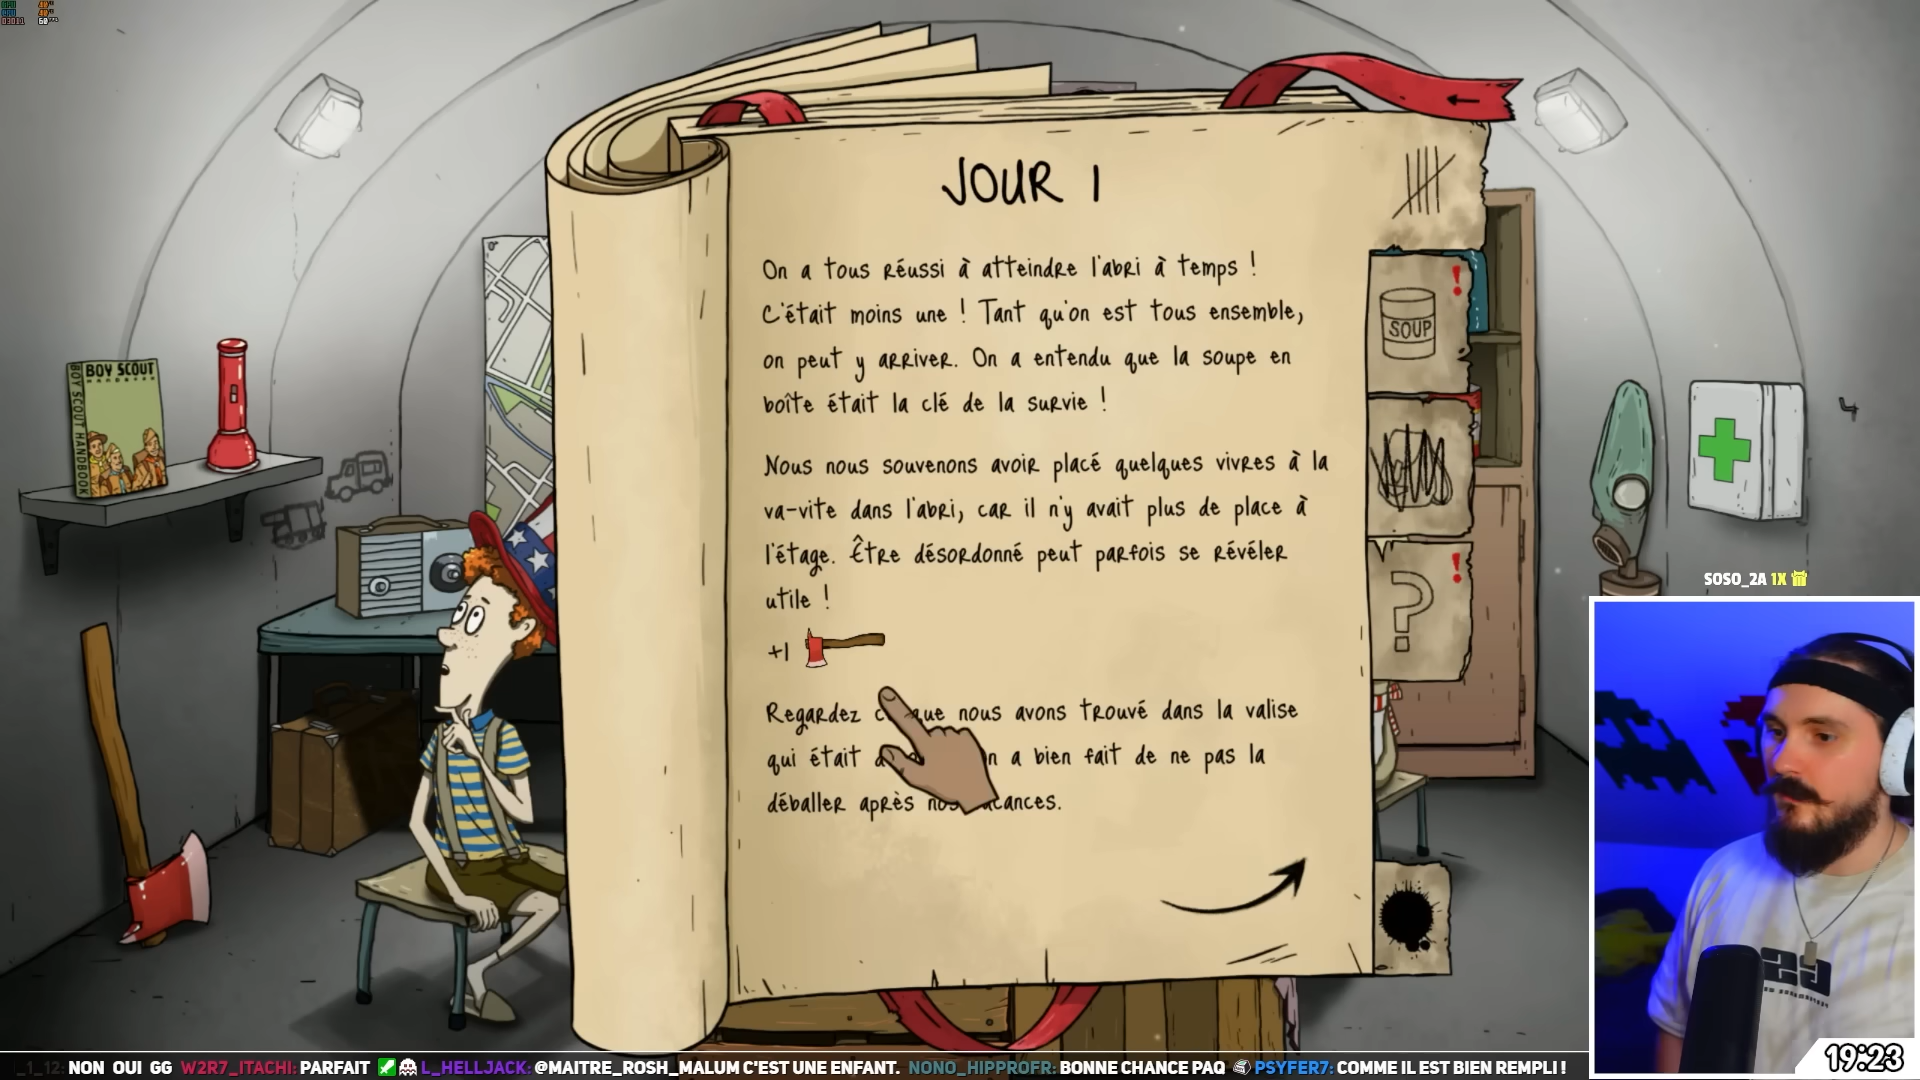 JOUR 1
On a tous réussi à atteindre l'abri à temps !
C'était moins une ! Tant qu'on est tous ensemble,
on peut y arriver. On a entendu que la soupe en
boîte était la clé de la survie !
Nous nous souvenons avoir placé quelques vivres à la
va-vite dans l'abri, car il n'y avait plus de place à
l'étage. Être désordonné peut parfois se révéler
utile !
+1
Regardez que nous avons trouvé dans la valise
qui était a bien fait de ne pas la
déballer après
SOUP
!
!
?
BOY SCOUT
BOY SCOUT HANDBOOK
SOSO_2A 1X
19:23
_1_12: NON OUI GG W2R7_ITACHI: PARFAIT L_HELLJACK: @MAITRE_ROSH_MALUM C'EST UNE ENFANT. NONO_HIPPROFR: BONNE CHANCE PAQ PSYFER7: COMME IL EST BIEN REMPLI !